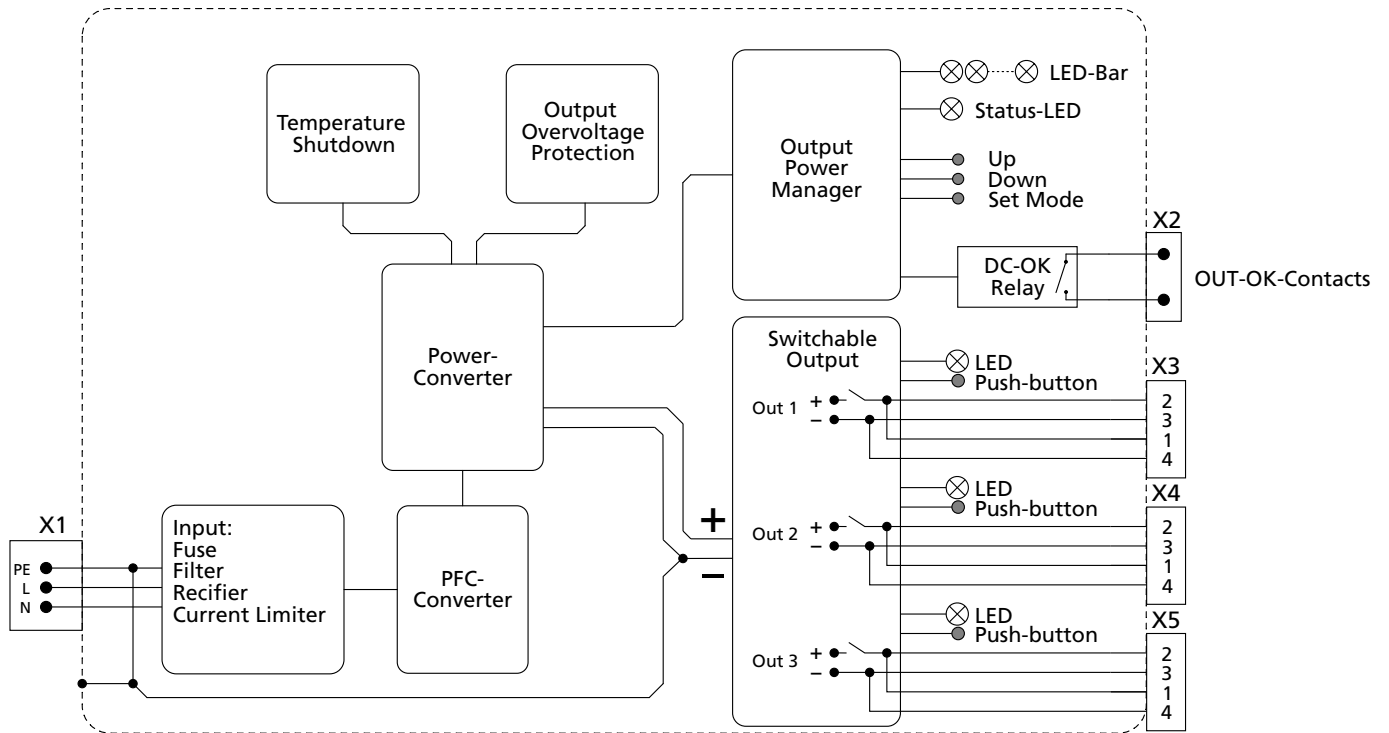 Temperature
Shutdown
Output
Overvoltage
Protection
Output
Power
Manager
LED-Bar
Status-LED
Up
Down
Set Mode
X2
DC-OK
Relay
OUT-OK-Contacts
Power-
Converter
Switchable
Output
LED
Push-button
X3
Out 1
+
–
2
3
1
4
LED
Push-button
X4
Out 2
+
–
2
3
1
4
LED
Push-button
X5
Out 3
+
–
2
3
1
4
+
–
X1
PE
L
N
Input:
Fuse
Filter
Rectifier
Current Limiter
PFC-
Converter